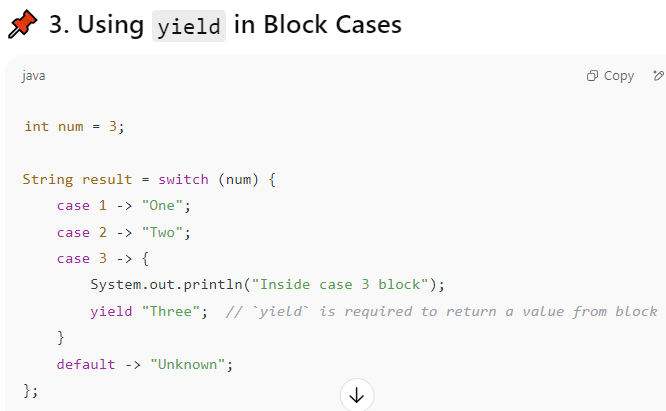 📌 3. Using yield in Block Cases
java Copy
int num = 3;
String result = switch (num) {
    case 1 -> "One";
    case 2 -> "Two";
    case 3 -> {
        System.out.println("Inside case 3 block");
        yield "Three";  // `yield` is required to return a value from block
    }
    default -> "Unknown";
};